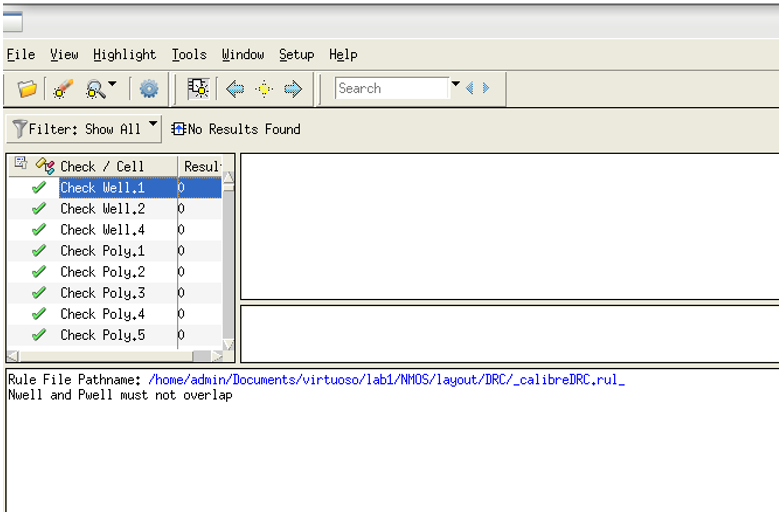 File View Highlight Tools Window Setup Help
Search
Filter: Show All No Results Found
Check / Cell Resul
Check Well.1 0
Check Well.2 0
Check Well.4 0
Check Poly.1 0
Check Poly.2 0
Check Poly.3 0
Check Poly.4 0
Check Poly.5 0
Rule File Pathname: /home/admin/Documents/virtuoso/lab1/NMOS/layout/DRC/_calibreDRC.rul_
Nwell and Pwell must not overlap